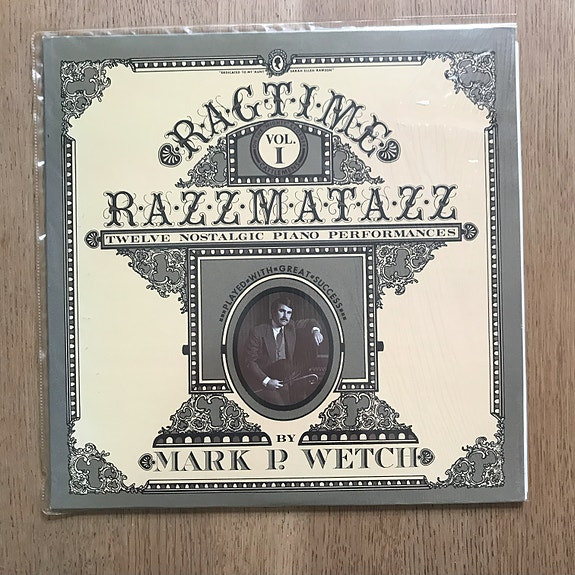 "DEDICATED TO MY AUNT SARAH ELLEN RAWSON"
RAGTIME
VOL.
I
RAZZMATAZZ
TWELVE NOSTALGIC PIANO PERFORMANCES
PLAYED WITH GREAT SUCCESS
BY
MARK P. WETCH